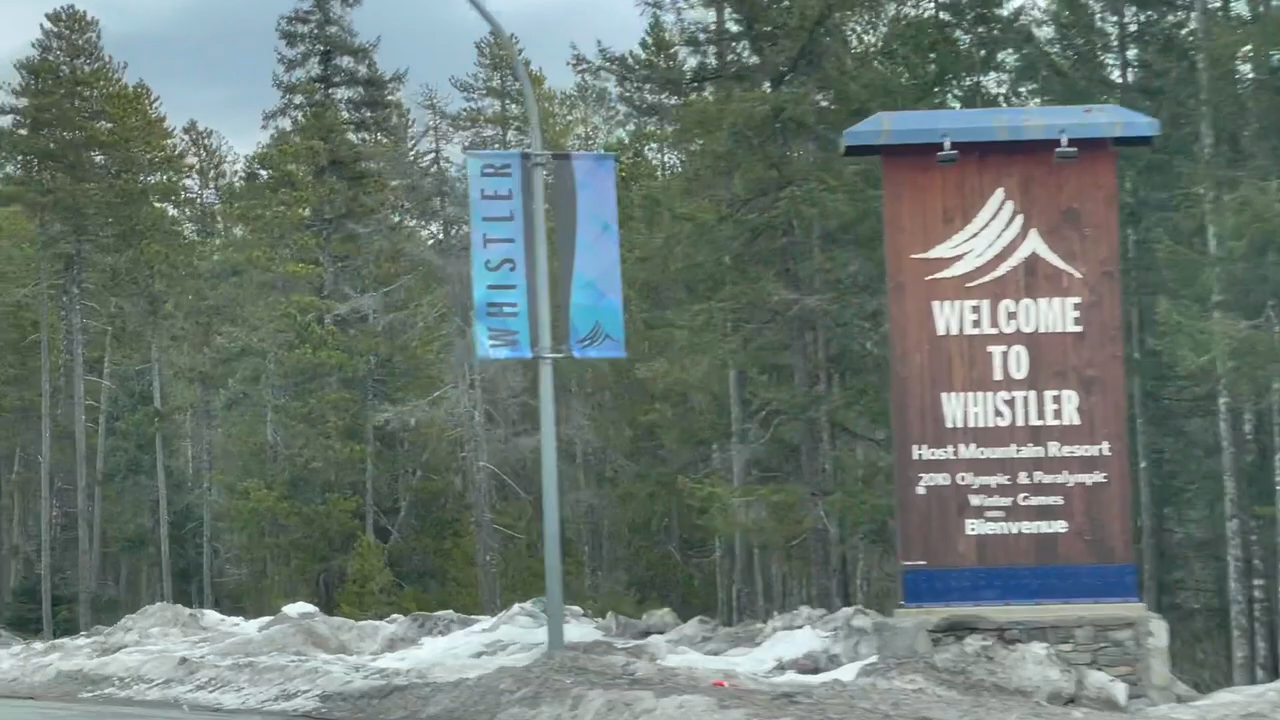 WHISTLER
WELCOME
TO
WHISTLER
Host Mountain Resort
2010 Olympic & Paralympic
Winter Games
Bienvenue